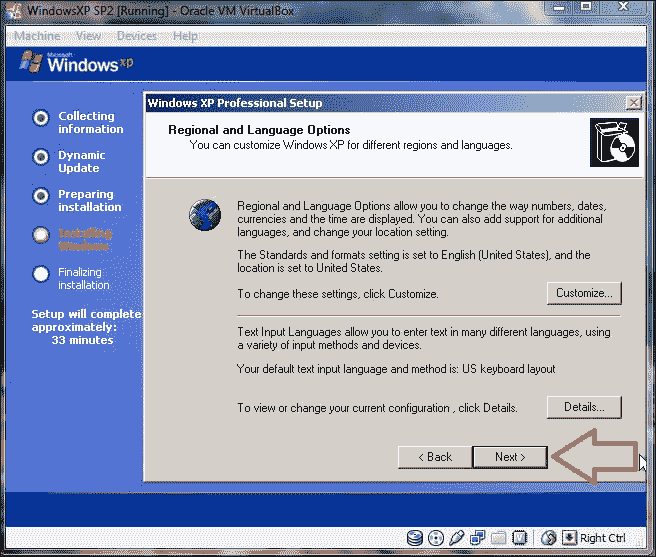 WindowsXP SP2 [Running] - Oracle VM VirtualBox
Machine View Devices Help
Microsoft
Windows xp
Collecting
information
Dynamic
Update
Preparing
installation
Installing
Windows
Finalizing
installation
Setup will complete
approximately:
33 minutes
Windows XP Professional Setup
Regional and Language Options
You can customize Windows XP for different regions and languages.
Regional and Language Options allow you to change the way numbers, dates,
currencies and the time are displayed. You can also add support for additional
languages, and change your location setting.
The Standards and formats setting is set to English (United States), and the
location is set to United States.
To change these settings, click Customize.
Customize...
Text Input Languages allow you to enter text in many different languages, using
a variety of input methods and devices.
Your default text input language and method is: US keyboard layout
To view or change your current configuration , click Details.
Details...
< Back
Next >
Right Ctrl